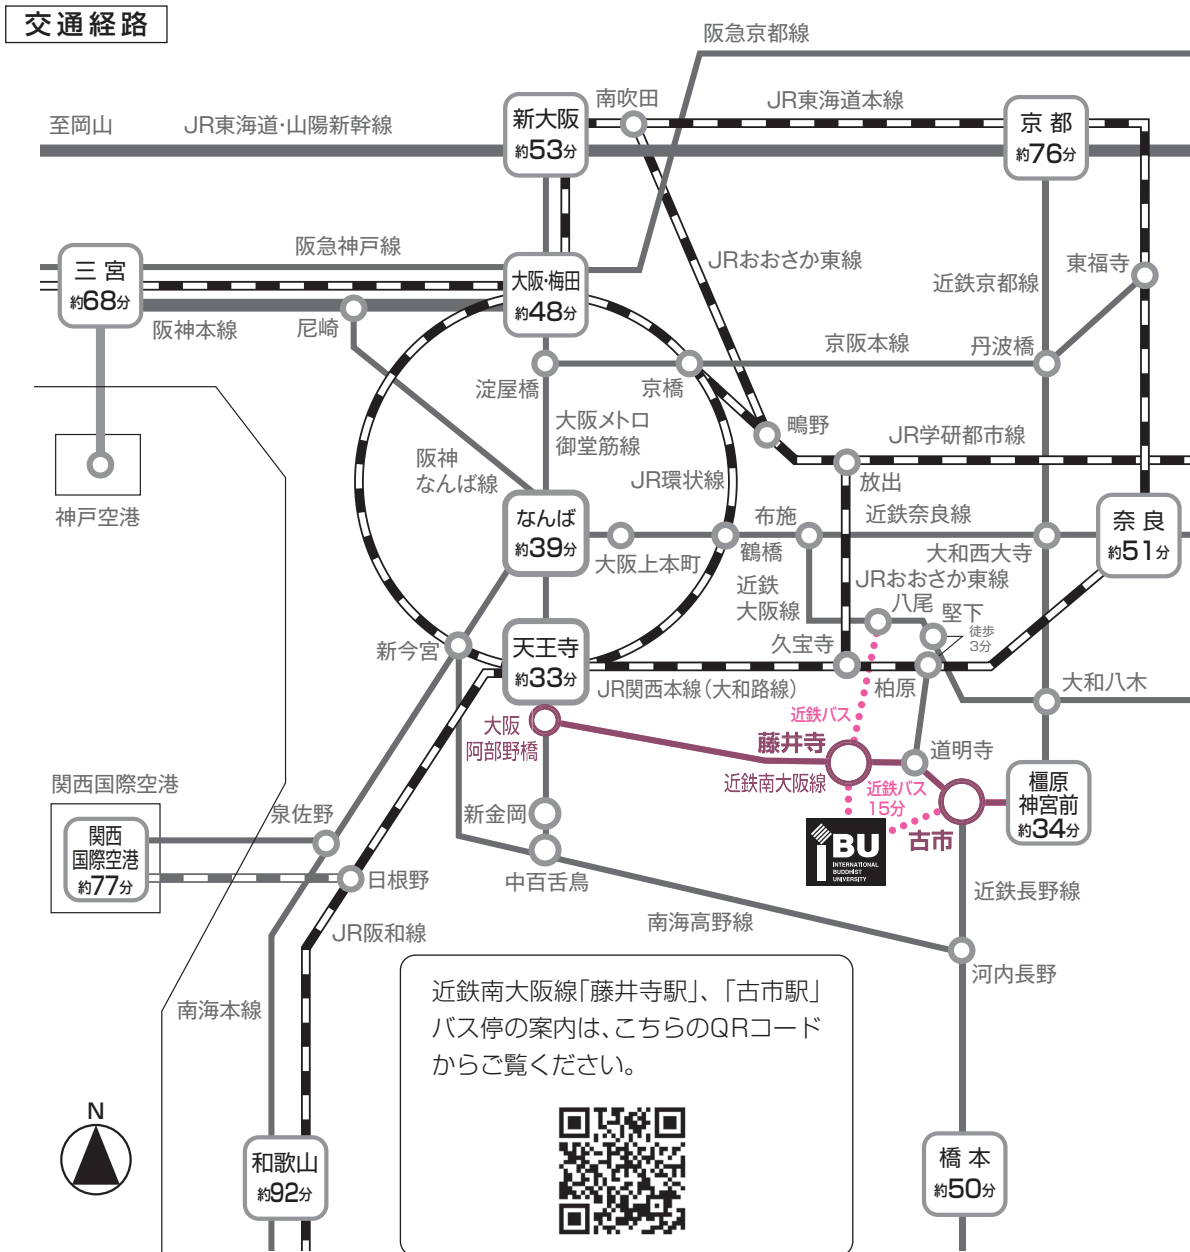 交通経路
阪急京都線
南吹田
JR東海道本線
至岡山
JR東海道・山陽新幹線
新大阪
約53分
京都
約76分
阪急神戸線
JRおおさか東線
近鉄京都線
東福寺
三宮
約68分
大阪・梅田
約48分
阪神本線
尼崎
淀屋橋
京橋
京阪本線
丹波橋
大阪メトロ
御堂筋線
鴫野
JR学研都市線
阪神
なんば線
JR環状線
放出
神戸空港
なんば
約39分
大阪上本町
鶴橋
布施
近鉄奈良線
大和西大寺
奈良
約51分
近鉄
大阪線
JRおおさか東線
八尾
堅下
徒歩
3分
新今宮
天王寺
約33分
久宝寺
柏原
JR関西本線（大和路線）
大和八木
近鉄バス
大阪
阿部野橋
藤井寺
近鉄南大阪線
道明寺
近鉄バス
15分
橿原
神宮前
約34分
関西国際空港
関西
国際空港
約77分
泉佐野
新金岡
iBU
INTERNATIONAL
BUDDHIST
UNIVERSITY
古市
日根野
中百舌鳥
近鉄長野線
南海高野線
JR阪和線
河内長野
南海本線
近鉄南大阪線「藤井寺駅」、「古市駅」
バス停の案内は、こちらのQRコード
からご覧ください。
N
和歌山
約92分
橋本
約50分